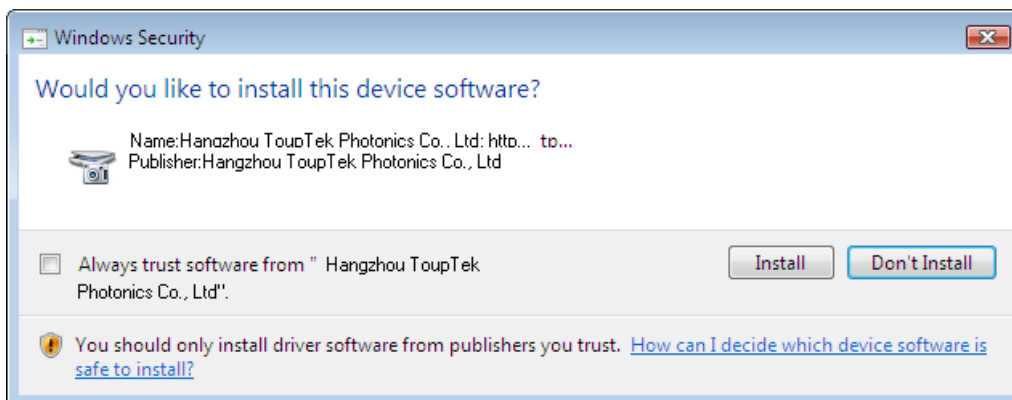 Windows Security
Would you like to install this device software?
Name:Hangzhou ToupTek Photonics Co., Ltd: http... tp...
Publisher:Hangzhou ToupTek Photonics Co., Ltd
Always trust software from " Hangzhou ToupTek
Photonics Co., Ltd".
Install
Don't Install
You should only install driver software from publishers you trust. How can I decide which device software is
safe to install?